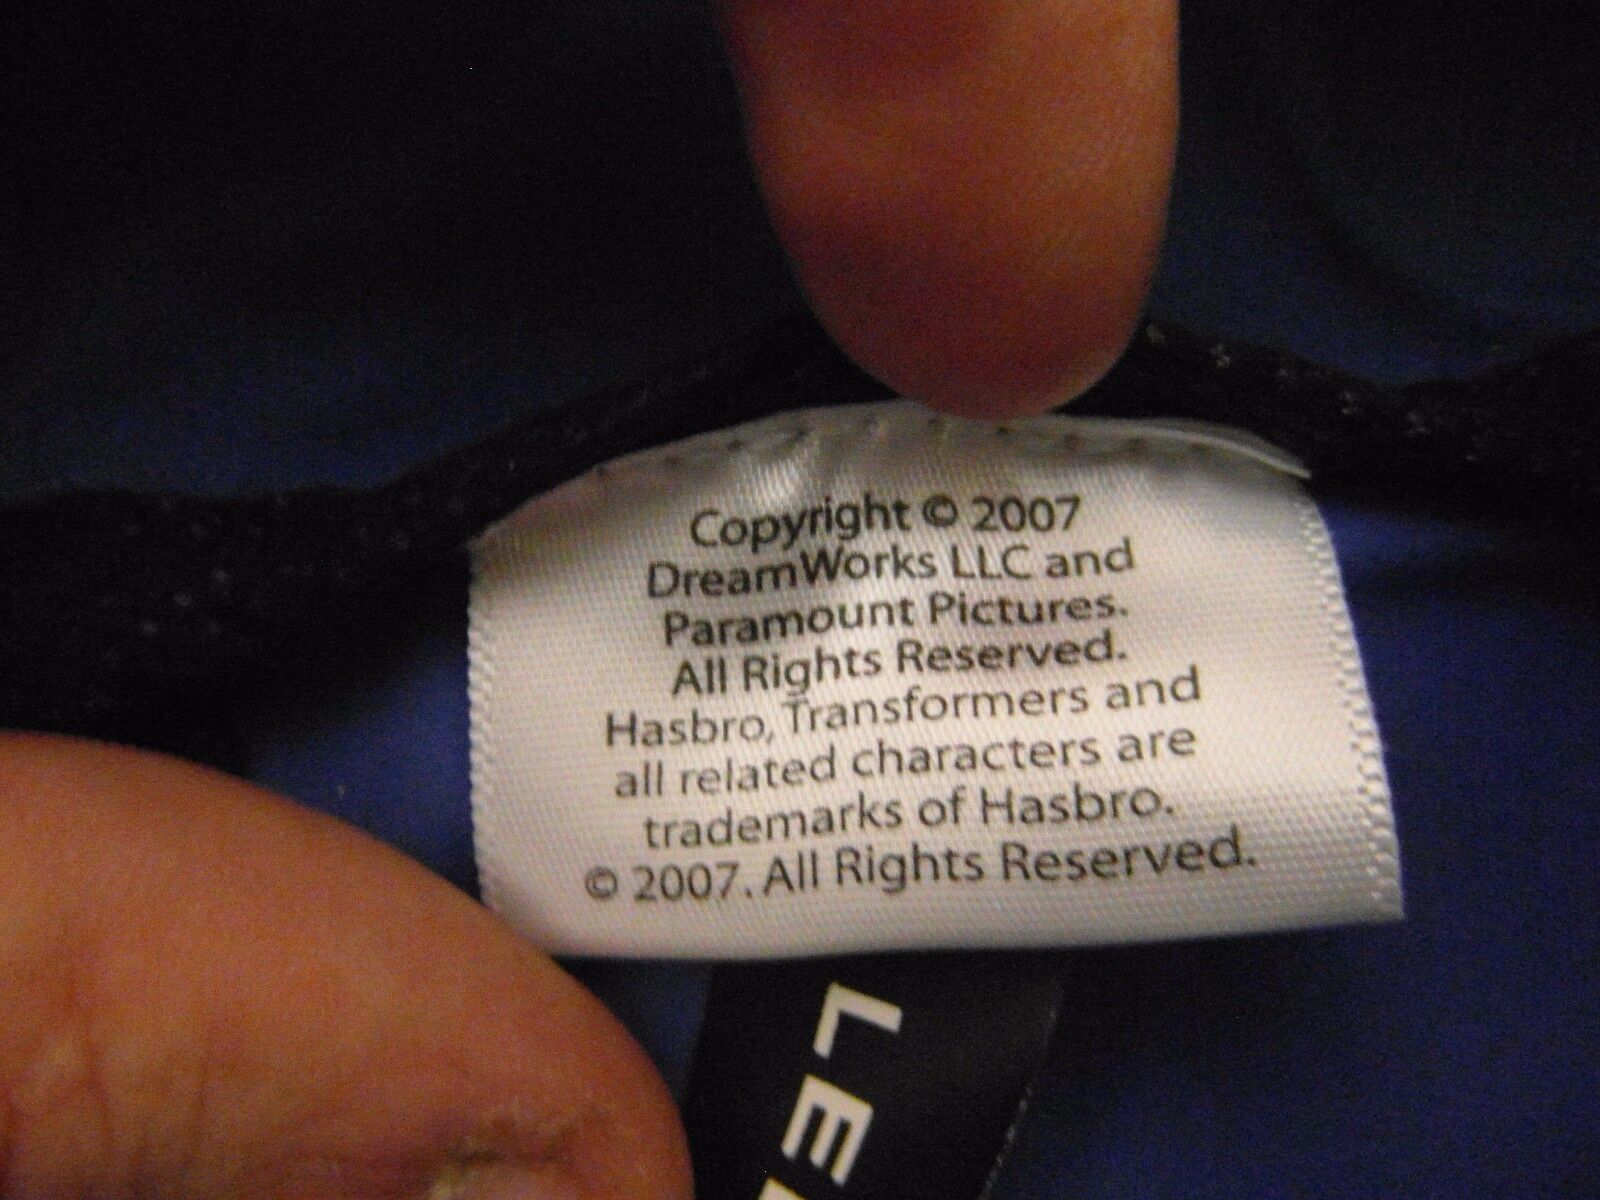 Copyright © 2007
DreamWorks LLC and
Paramount Pictures.
All Rights Reserved.
Hasbro, Transformers and
all related characters are
trademarks of Hasbro.
© 2007. All Rights Reserved.
LE